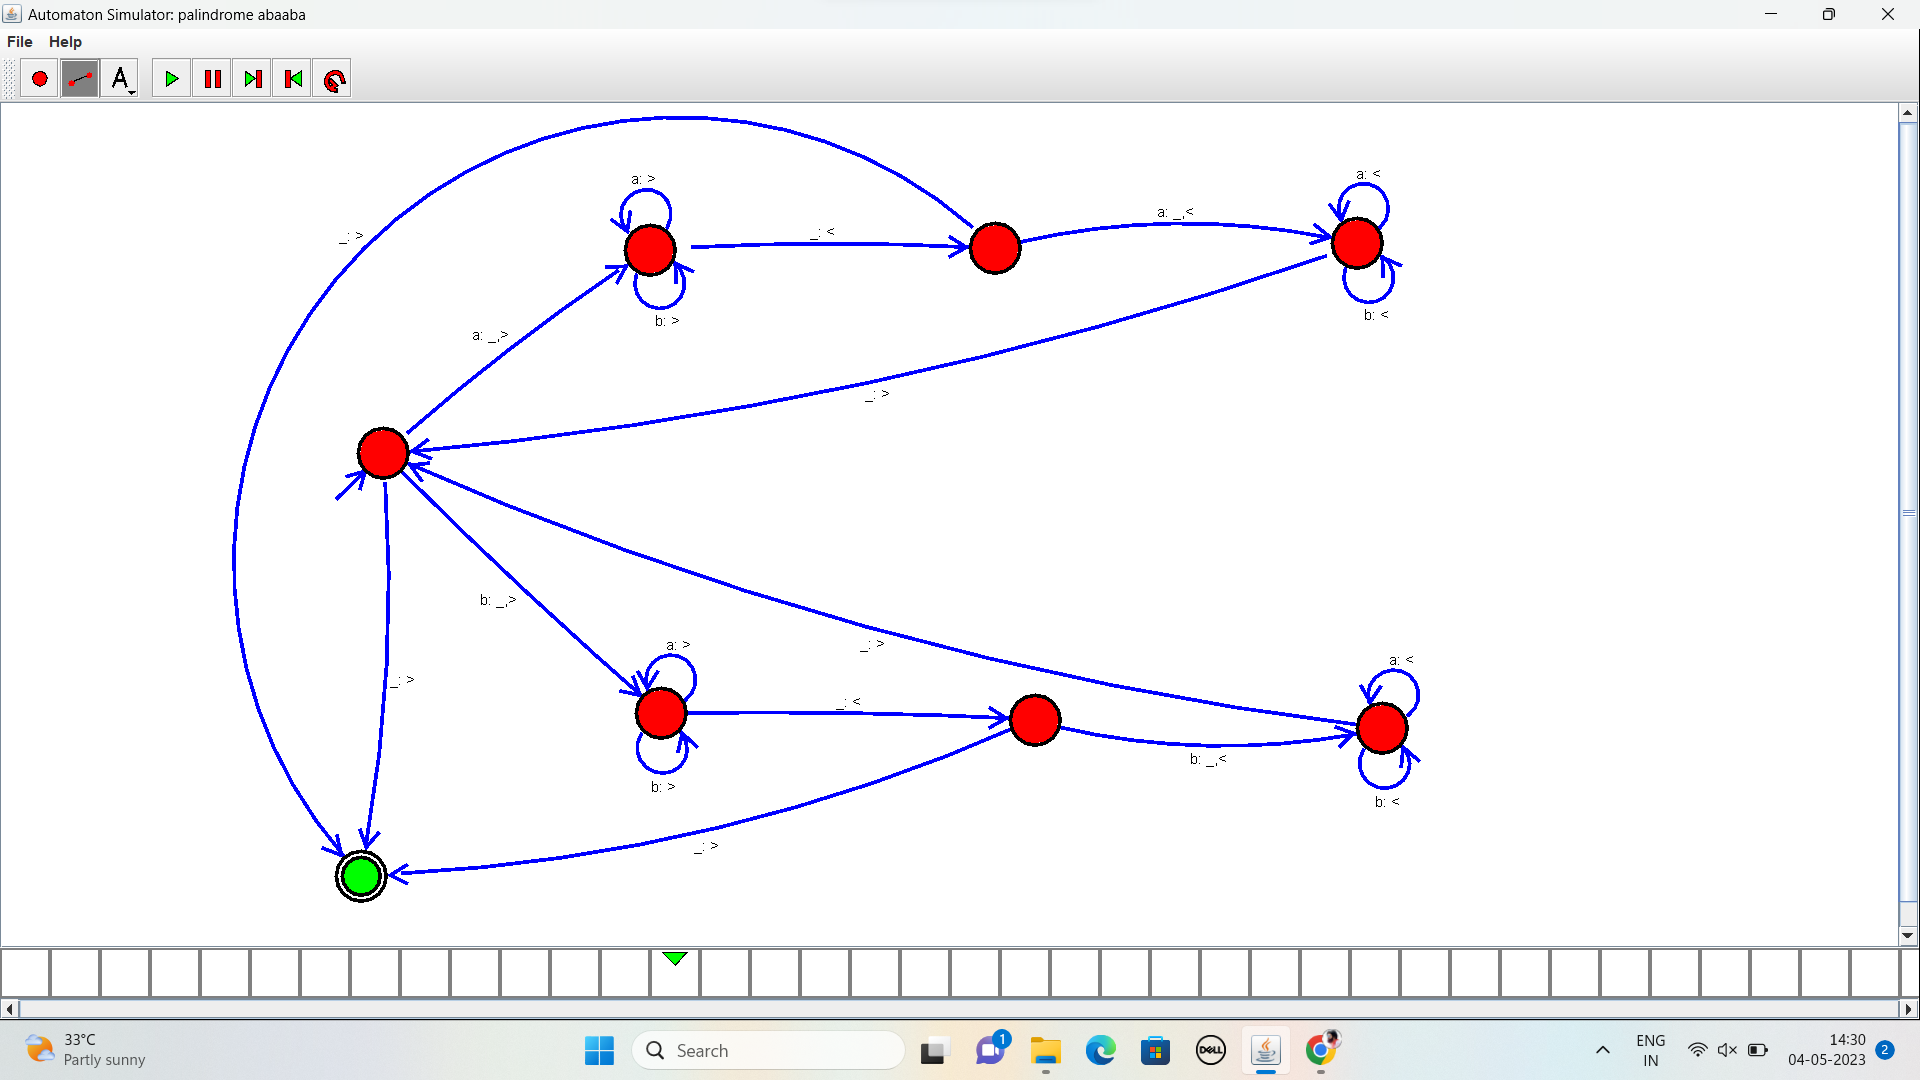 Automaton Simulator: palindrome abaaba
File Help
A
a: >
a: <
a: _,<
_: >
_: <
b: >
b: <
a: _,>
_: >
b: _,>
_: >
a: >
a: <
_: >
_: <
b: _,<
b: >
b: <
_: >
33°C
Partly sunny
Search
1
DELL
ENG
IN
14:30
04-05-2023
2